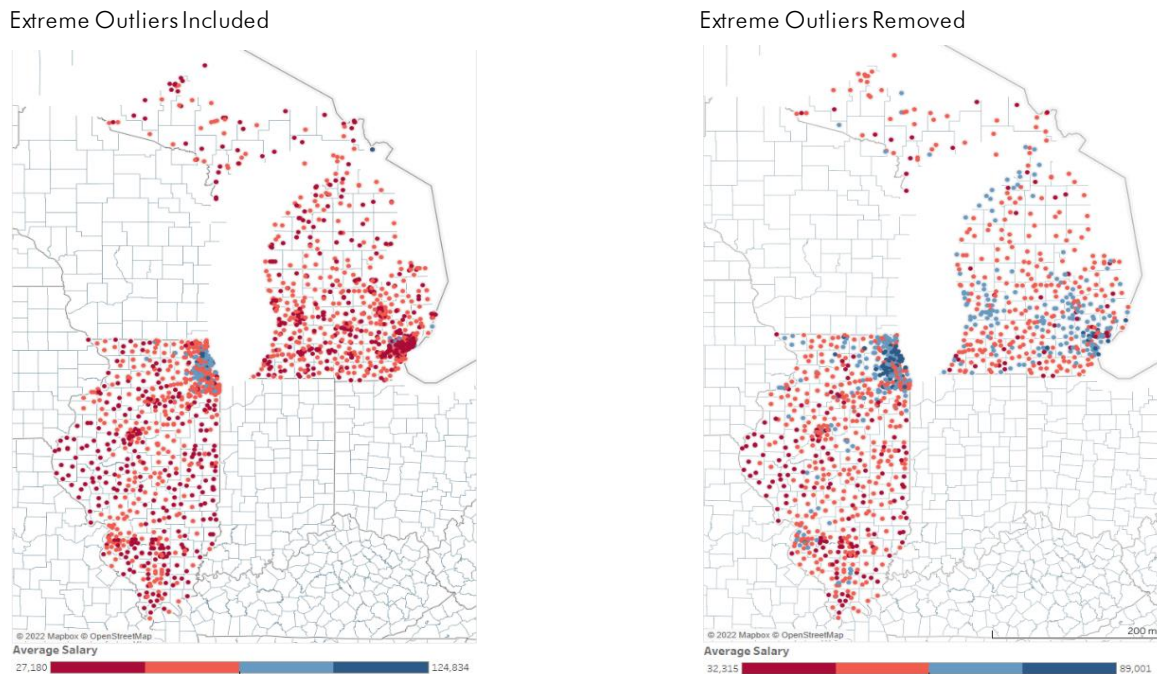 Extreme Outliers Included
Extreme Outliers Removed
© 2022 Mapbox © OpenStreetMap
Average Salary
27,180
124,834
© 2022 Mapbox © OpenStreetMap
200 m
Average Salary
32,315
89,001